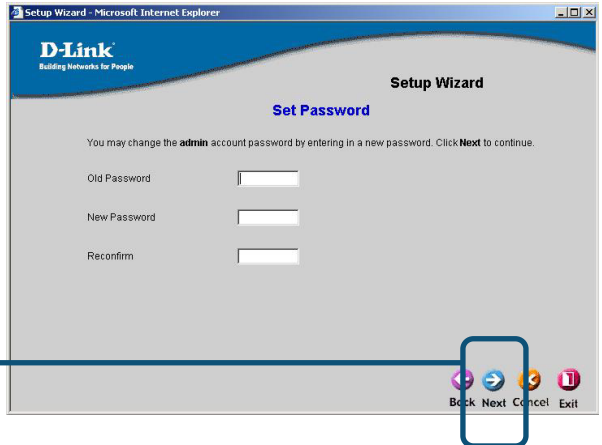 Setup Wizard - Microsoft Internet Explorer
D-Link
Building Networks for People
Setup Wizard
Set Password
You may change the admin account password by entering in a new password. Click Next to continue.
Old Password
New Password
Reconfirm
Back Next Cancel Exit